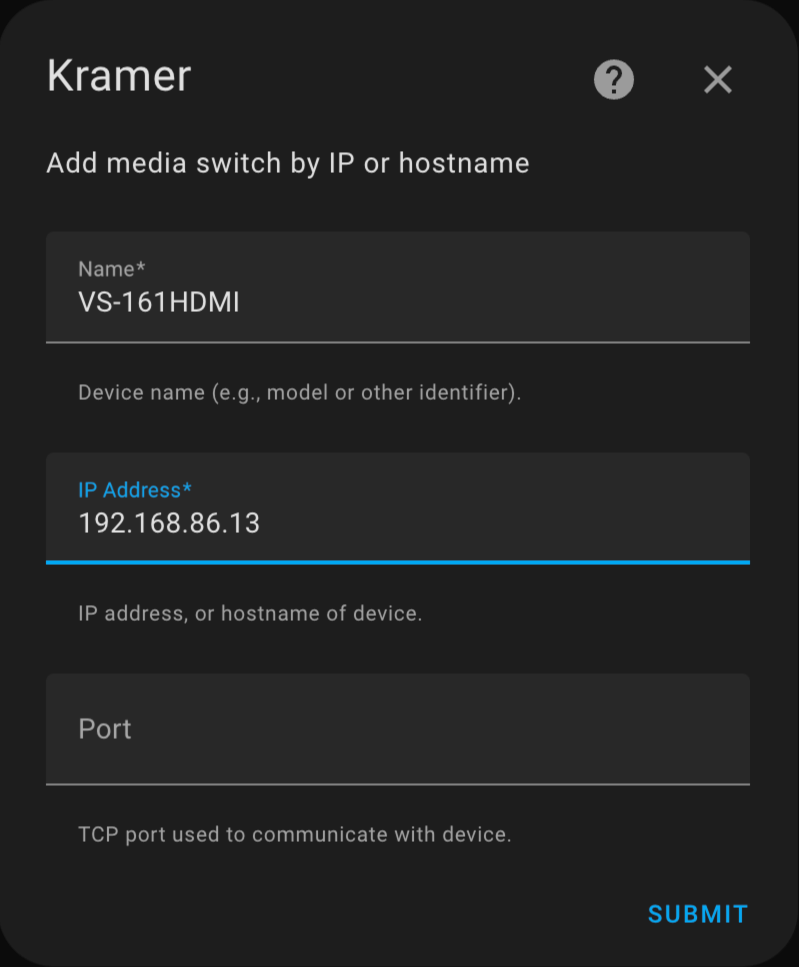 Kramer
?
Add media switch by IP or hostname
Name*
VS-161HDMI
Device name (e.g., model or other identifier).
IP Address*
192.168.86.13
IP address, or hostname of device.
Port
TCP port used to communicate with device.
SUBMIT